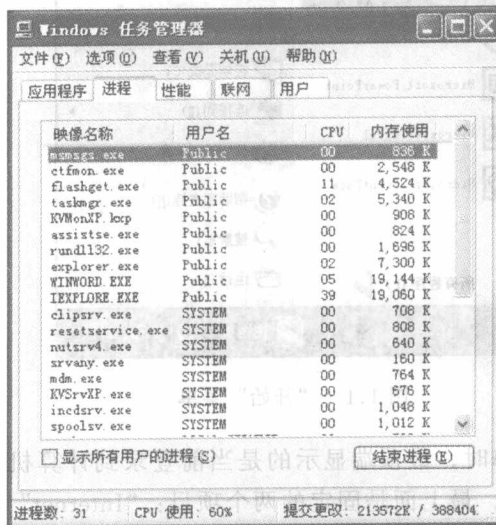 Windows 任务管理器
文件(F) 选项(O) 查看(V) 关机(U) 帮助(H)
应用程序 进程 性能 联网 用户
映像名称 用户名 CPU 内存使用
msmsgs.exe Public 00 836 K
ctfmon.exe Public 00 2,548 K
flashget.exe Public 11 4,524 K
taskmgr.exe Public 02 5,340 K
KVMonXP.kxp Public 00 908 K
assistse.exe Public 00 824 K
rundll32.exe Public 00 1,696 K
explorer.exe Public 02 7,300 K
WINWORD.EXE Public 05 19,144 K
IEXPLORE.EXE Public 39 19,060 K
clipsrv.exe SYSTEM 00 708 K
resetservice.exe SYSTEM 00 808 K
nutsrv4.exe SYSTEM 00 640 K
srvany.exe SYSTEM 00 160 K
mdm.exe SYSTEM 00 764 K
KVSrvXP.exe SYSTEM 00 676 K
incdsrv.exe SYSTEM 00 1,048 K
spoolsv.exe SYSTEM 00 1,012 K
显示所有用户的进程(S) 结束进程(E)
进程数: 31 CPU 使用: 60% 提交更改: 213572K / 368404